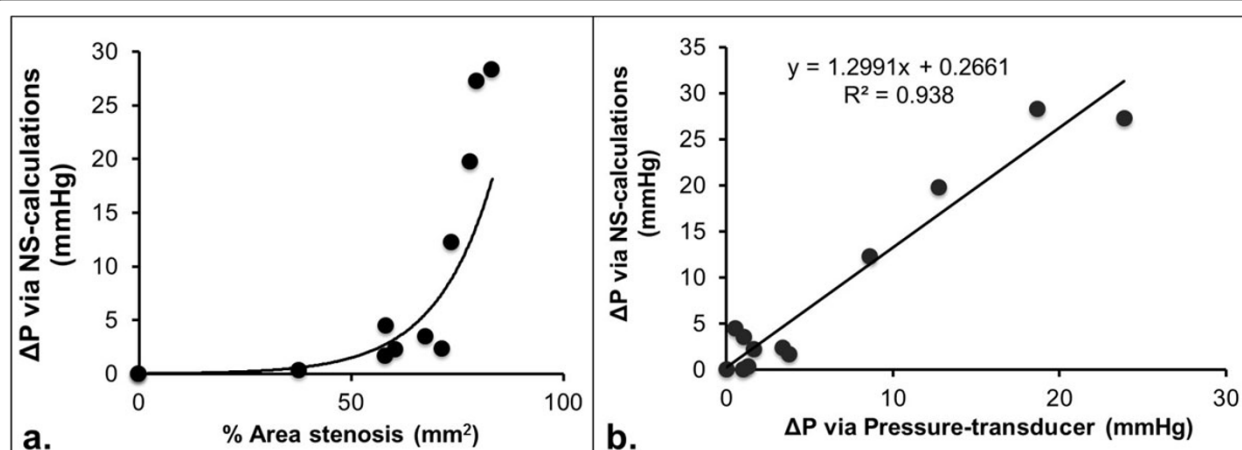 ΔP via NS-calculations
(mmHg)
30
25
20
15
10
5
0
0
50
100
% Area stenosis (mm²)
a.
ΔP via NS-calculations
(mmHg)
35
30
25
20
15
10
5
0
y = 1.2991x + 0.2661
R² = 0.938
0
10
20
30
ΔP via Pressure-transducer (mmHg)
b.